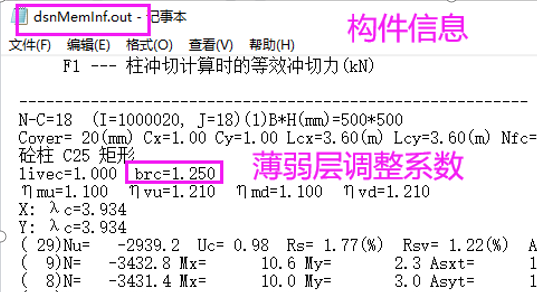 dsnMemInf.out - 记事本
构件信息
文件(F) 编辑(E) 格式(O) 查看(V) 帮助(H)
F1 --- 柱冲切计算时的等效冲切力(kN)
--------------------------------------------------------------
N-C=18 (I=1000020, J=18)(1)B*H(mm)=500*500
Cover= 20(mm) Cx=1.00 Cy=1.00 Lcx=3.60(m) Lcy=3.60(m) Nfc=
砼柱 C25 矩形
livec=1.000 brc=1.250 薄弱层调整系数
ηmu=1.100 ηvu=1.210 ηmd=1.100 ηvd=1.210
X: λc=3.934
Y: λc=3.934
( 29)Nu= -2939.2 Uc= 0.98 Rs= 1.77(%) Rsv= 1.22(%) A
( 9)N= -3432.8 Mx= 10.6 My= 2.3 Asxt= 1
( 8)N= -3431.4 Mx= 10.0 My= 3.0 Asyt= 1